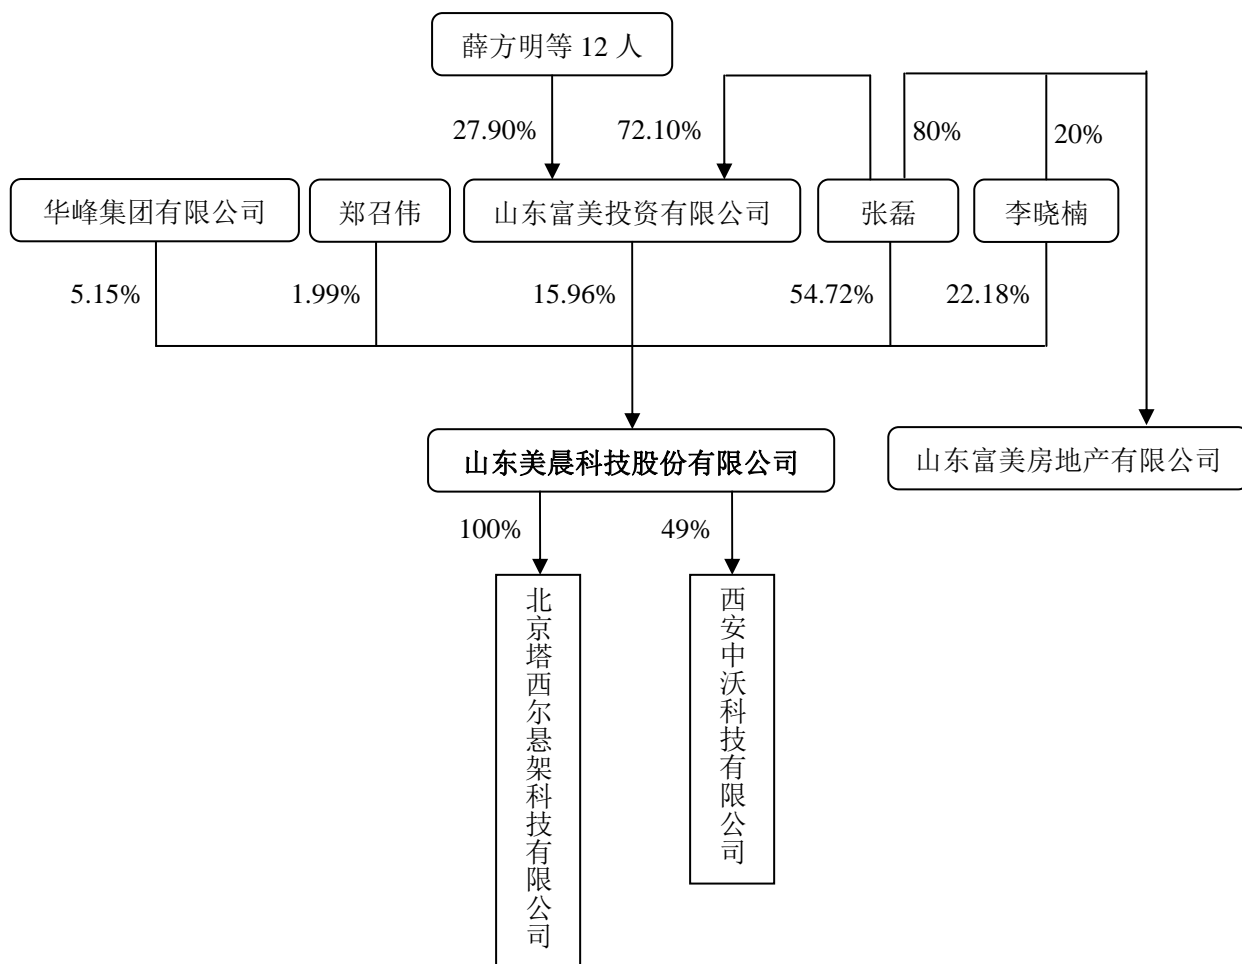 薛方明等 12 人
27.90%
72.10%
80%
20%
华峰集团有限公司
郑召伟
山东富美投资有限公司
张磊
李晓楠
5.15%
1.99%
15.96%
54.72%
22.18%
山东美晨科技股份有限公司
山东富美房地产有限公司
100%
49%
北京塔西尔悬架科技有限公司
西安中沃科技有限公司